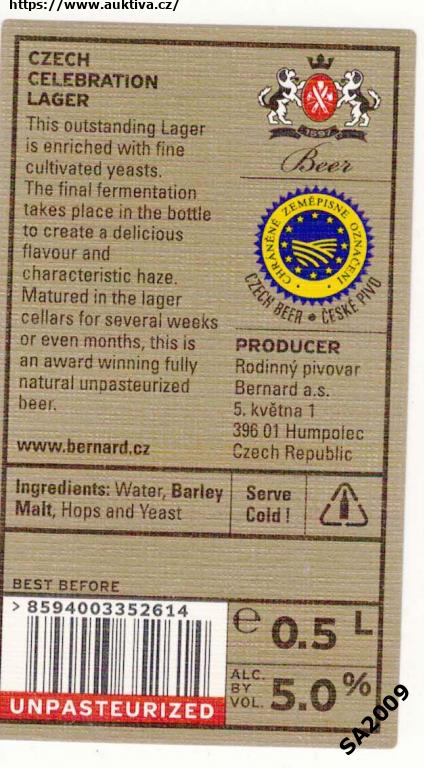 https://www.auktiva.cz/
CZECH
CELEBRATION
LAGER
This outstanding Lager
is enriched with fine
cultivated yeasts.
The final fermentation
takes place in the bottle
to create a delicious
flavour and
characteristic haze.
Matured in the lager
cellars for several weeks
or even months, this is
an award winning fully
natural unpasteurized
beer.
www.bernard.cz
1597
Beer
CHRÁNĚNÉ ZEMĚPISNÉ OZNAČENÍ
CZECH BEER • ČESKÉ PIVO
PRODUCER
Rodinný pivovar
Bernard a.s.
5. května 1
396 01 Humpolec
Czech Republic
Ingredients: Water, Barley
Malt, Hops and Yeast
Serve
Cold !
BEST BEFORE
> 8594003352614
UNPASTEURIZED
e 0.5 L
ALC.
BY
VOL. 5.0%
SA2009